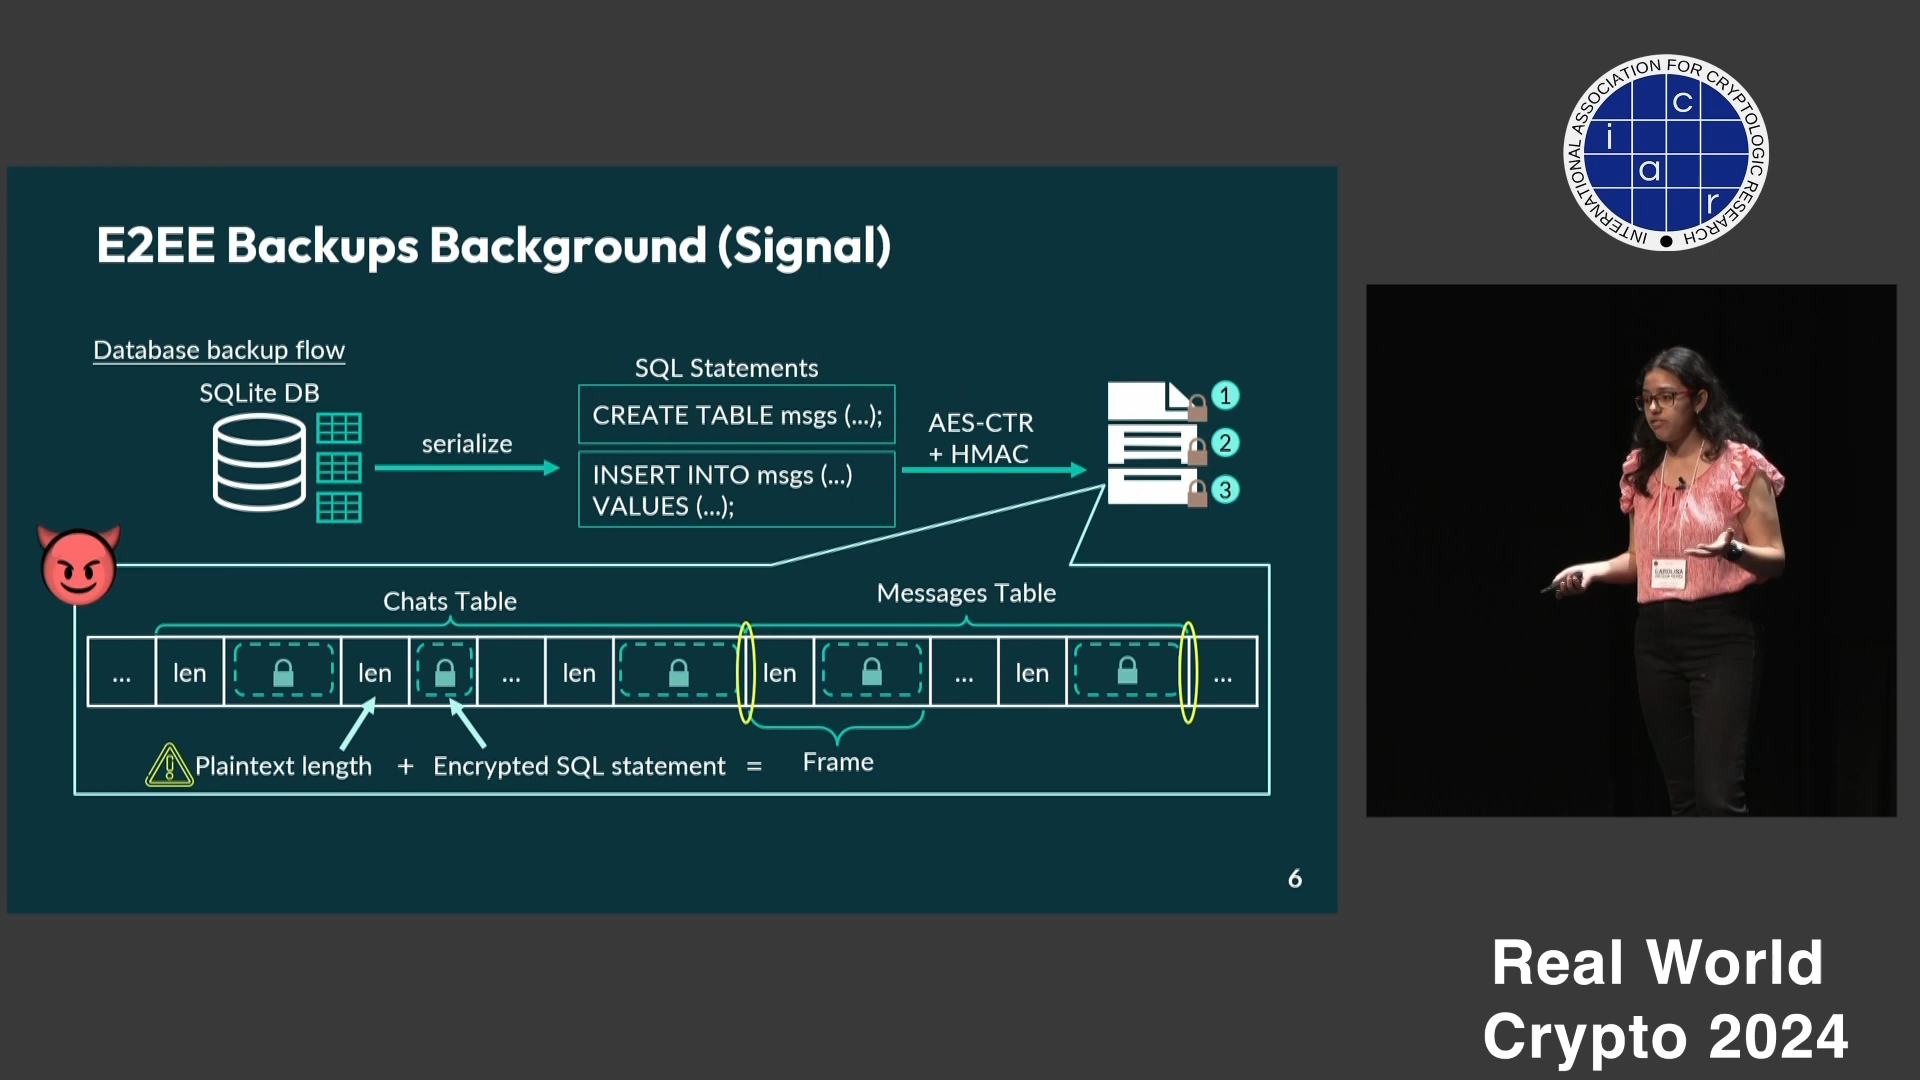 INTERNATIONAL ASSOCIATION FOR CRYPTOLOGIC RESEARCH
c
i
a
r
E2EE Backups Background (Signal)
Database backup flow
SQLite DB
serialize
SQL Statements
CREATE TABLE msgs (...);
INSERT INTO msgs (...)
VALUES (...);
AES-CTR
+ HMAC
1
2
3
Chats Table
Messages Table
... len len ... len len ... len ...
Plaintext length + Encrypted SQL statement = Frame
6
CAROLINA
Real World
Crypto 2024